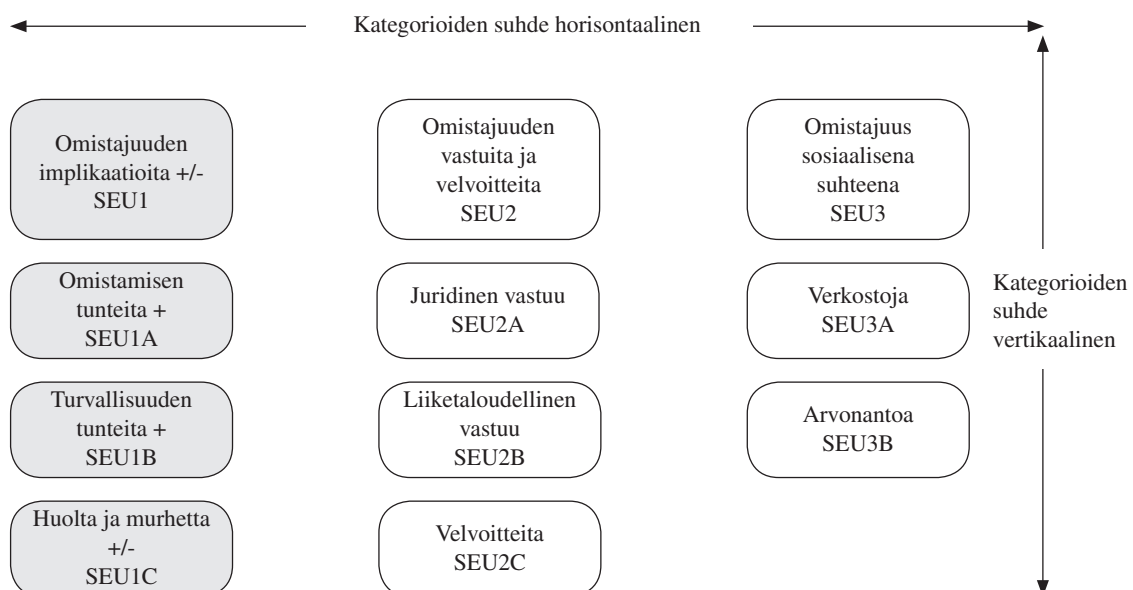 Kategorioiden suhde horisontaalinen
Omistajuuden
implikaatioita +/-
SEU1
Omistajuuden
vastuita ja
velvoitteita
SEU2
Omistajuus
sosiaalisena
suhteena
SEU3
Omistamisen
tunteita +
SEU1A
Juridinen vastuu
SEU2A
Verkostoja
SEU3A
Kategorioiden
suhde
vertikaalinen
Turvallisuuden
tunteita +
SEU1B
Liiketaloudellinen
vastuu
SEU2B
Arvonantoa
SEU3B
Huolta ja murhetta
+/-
SEU1C
Velvoitteita
SEU2C